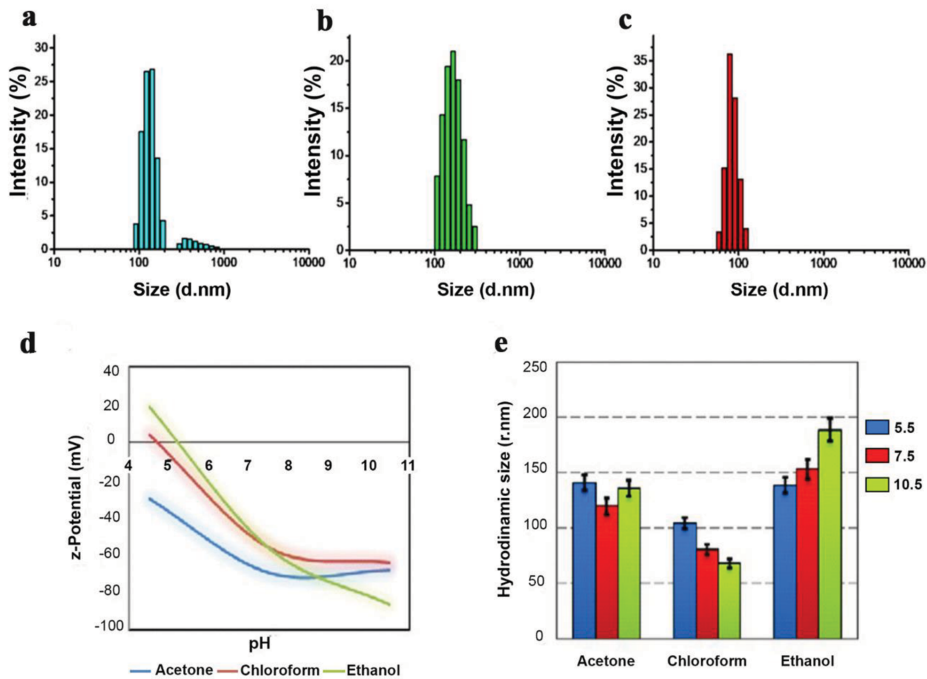 a
b
c
Intensity (%)
30
25
20
15
10
5
0
10 100 1000 10000
Size (d.nm)
Intensity (%)
20
15
10
5
0
10 100 1000 10000
Size (d.nm)
Intensity (%)
35
30
25
20
15
10
5
0
10 100 1000 10000
Size (d.nm)
d
z-Potential (mV)
40
20
0
-20
-40
-60
-80
-100
4 5 6 7 8 9 10 11
pH
Acetone Chloroform Ethanol
e
Hydrodinamic size (r.nm)
250
200
150
100
50
0
Acetone Chloroform Ethanol
5.5
7.5
10.5